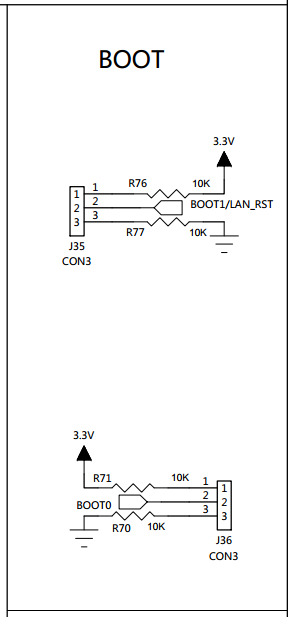 BOOT
3.3V
R76 10K
1 1
2 2
BOOT1/LAN_RST
3 3
R77 10K
J35
CON3
3.3V
R71 10K
1 1
BOOT0 2 2
3 3
R70 10K
J36
CON3